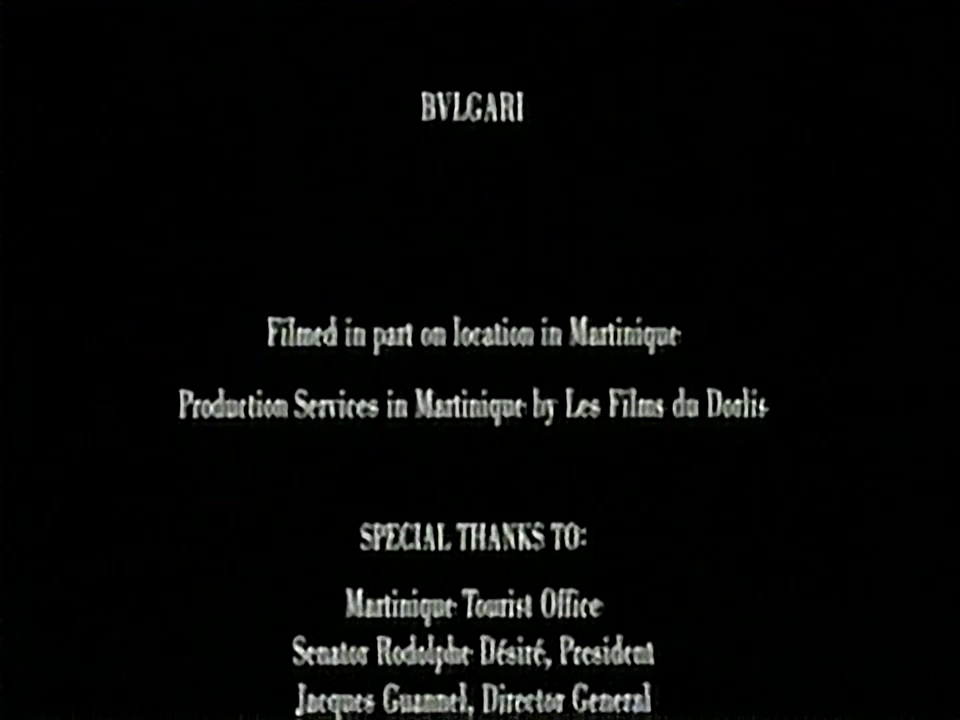 BVLGARI
Filmed in part on location in Martinique
Production Services in Martinique by Les Films du Dorlis
SPECIAL THANKS TO:
Martinique Tourist Office
Senator Rodolphe Désiré, President
Jacques Guannel, Director General